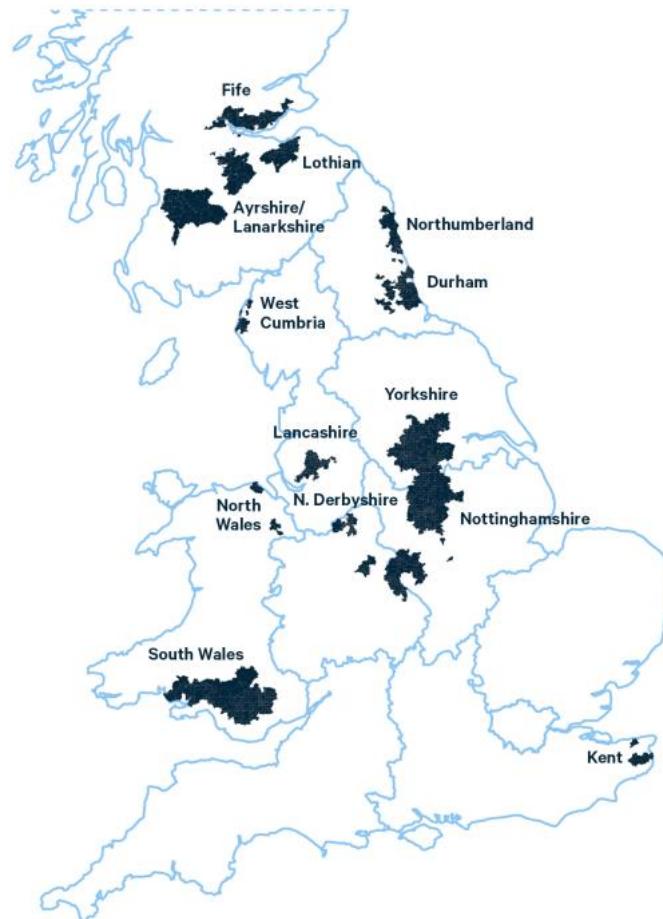 Fife
Lothian
Ayrshire/
Lanarkshire
Northumberland
Durham
West
Cumbria
Yorkshire
Lancashire
N. Derbyshire
North
Wales
Nottinghamshire
South Wales
Kent